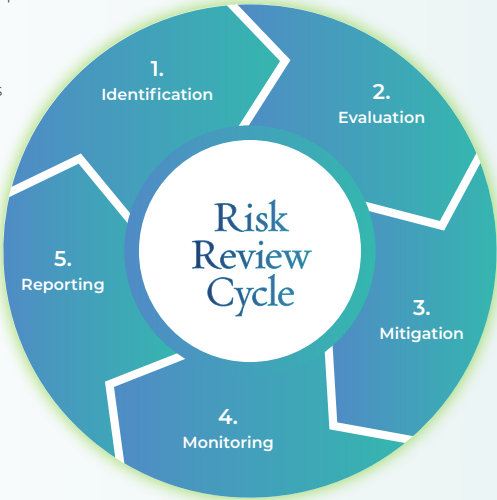 1.
Identification
2.
Evaluation
3.
Mitigation
4.
Monitoring
5.
Reporting
Risk
Review
Cycle